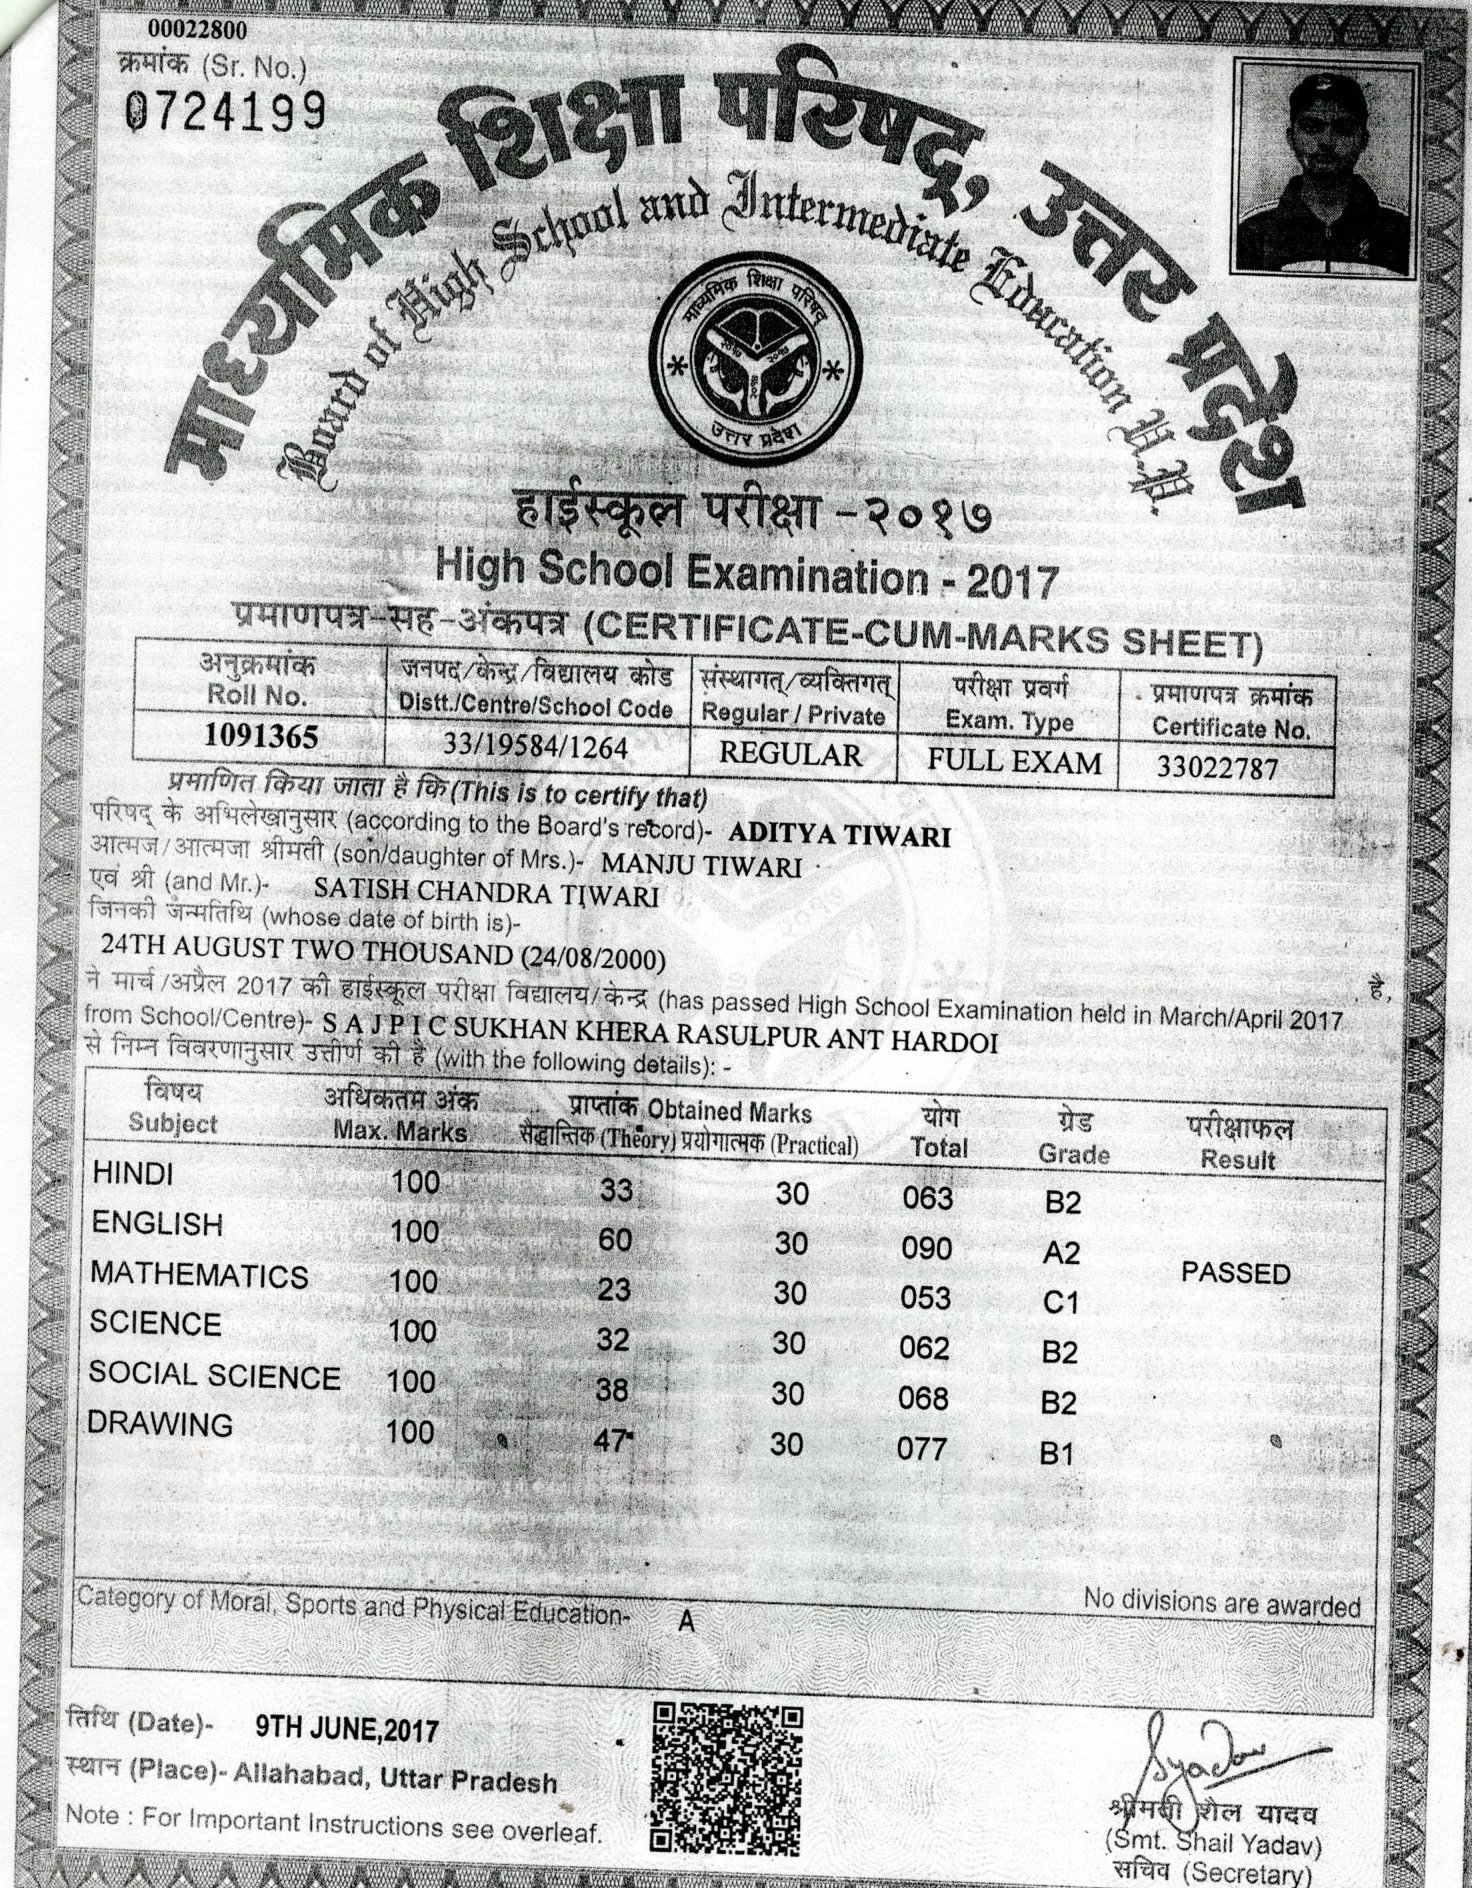 00022800
क्रमांक (Sr. No.)
0724199
माध्यमिक शिक्षा परिषद, उत्तर प्रदेश
Board of High School and Intermediate Education U.P.
माध्यमिक शिक्षा परिषद्
उत्तर प्रदेश
हाईस्कूल परीक्षा -२०१७
High School Examination - 2017
प्रमाणपत्र-सह-अंकपत्र (CERTIFICATE-CUM-MARKS SHEET)
अनुक्रमांक जनपद/केन्द्र/विद्यालय कोड संस्थागत्/व्यक्तिगत् परीक्षा प्रवर्ग प्रमाणपत्र क्रमांक
Roll No. Distt./Centre/School Code Regular / Private Exam. Type Certificate No.
1091365 33/19584/1264 REGULAR FULL EXAM 33022787
प्रमाणित किया जाता है कि (This is to certify that)
परिषद् के अभिलेखानुसार (according to the Board's record)- ADITYA TIWARI
आत्मज/आत्मजा श्रीमती (son/daughter of Mrs.)- MANJU TIWARI
एवं श्री (and Mr.)- SATISH CHANDRA TIWARI
जिनकी जन्मतिथि (whose date of birth is)-
24TH AUGUST TWO THOUSAND (24/08/2000) है,
ने मार्च/अप्रैल 2017 की हाईस्कूल परीक्षा विद्यालय/केन्द्र (has passed High School Examination held in March/April 2017
from School/Centre)- S A J P I C SUKHAN KHERA RASULPUR ANT HARDOI
से निम्न विवरणानुसार उत्तीर्ण की है (with the following details): -
विषय अधिकतम अंक प्राप्तांक Obtained Marks योग ग्रेड परीक्षाफल
Subject Max. Marks सैद्धान्तिक (Theory) प्रयोगात्मक (Practical) Total Grade Result
HINDI 100 33 30 063 B2
ENGLISH 100 60 30 090 A2 PASSED
MATHEMATICS 100 23 30 053 C1
SCIENCE 100 32 30 062 B2
SOCIAL SCIENCE 100 38 30 068 B2
DRAWING 100 47 30 077 B1
Category of Moral, Sports and Physical Education- A No divisions are awarded
तिथि (Date)- 9TH JUNE,2017
स्थान (Place)- Allahabad, Uttar Pradesh
Note : For Important Instructions see overleaf.
SYadav
श्रीमती शैल यादव
(Smt. Shail Yadav)
सचिव (Secretary)